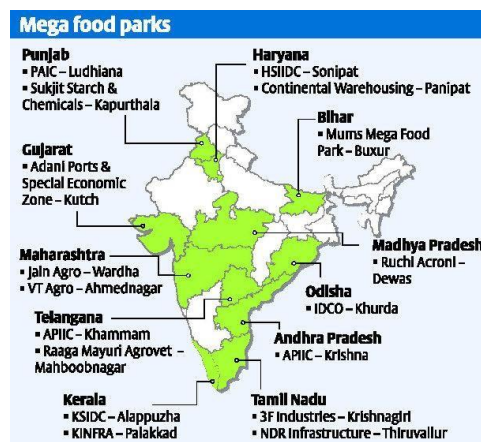 Mega food parks
Punjab
▪ PAIC – Ludhiana
▪ Sukjit Starch &
Chemicals – Kapurthala
Haryana
▪ HSIIDC – Sonipat
▪ Continental Warehousing – Panipat
Bihar
▪ Mums Mega Food
Park – Buxur
Gujarat
▪ Adani Ports &
Special Economic
Zone – Kutch
Madhya Pradesh
▪ Ruchi Acroni –
Dewas
Maharashtra
▪ Jain Agro – Wardha
▪ VT Agro – Ahmednagar
Odisha
▪ IDCO – Khurda
Telangana
▪ APIIC – Khammam
▪ Raaga Mayuri Agrovet –
Mahboobnagar
Andhra Pradesh
▪ APIIC – Krishna
Kerala
▪ KSIDC – Alappuzha
▪ KINFRA – Palakkad
Tamil Nadu
▪ 3F Industries – Krishnagiri
▪ NDR Infrastructure – Thiruvallur